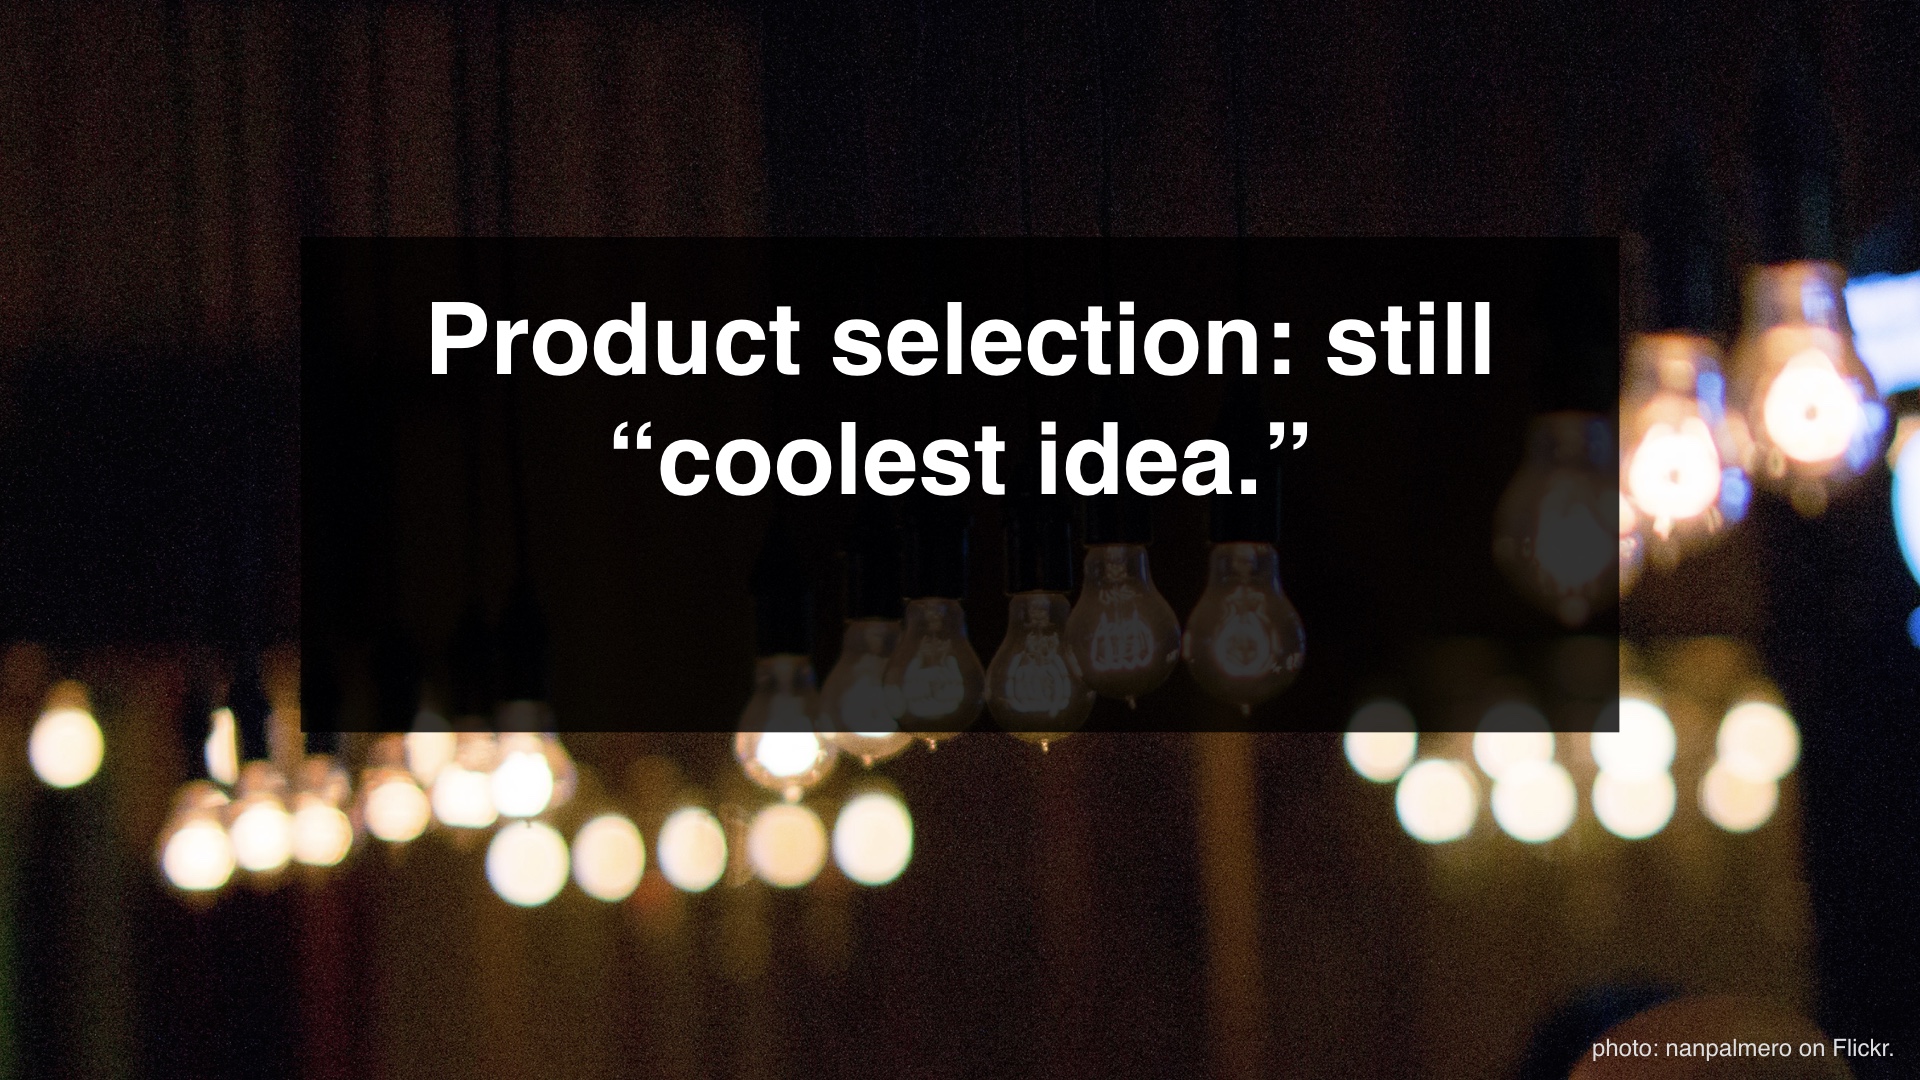 Product selection: still
“coolest idea.”
photo: nanpalmero on Flickr.